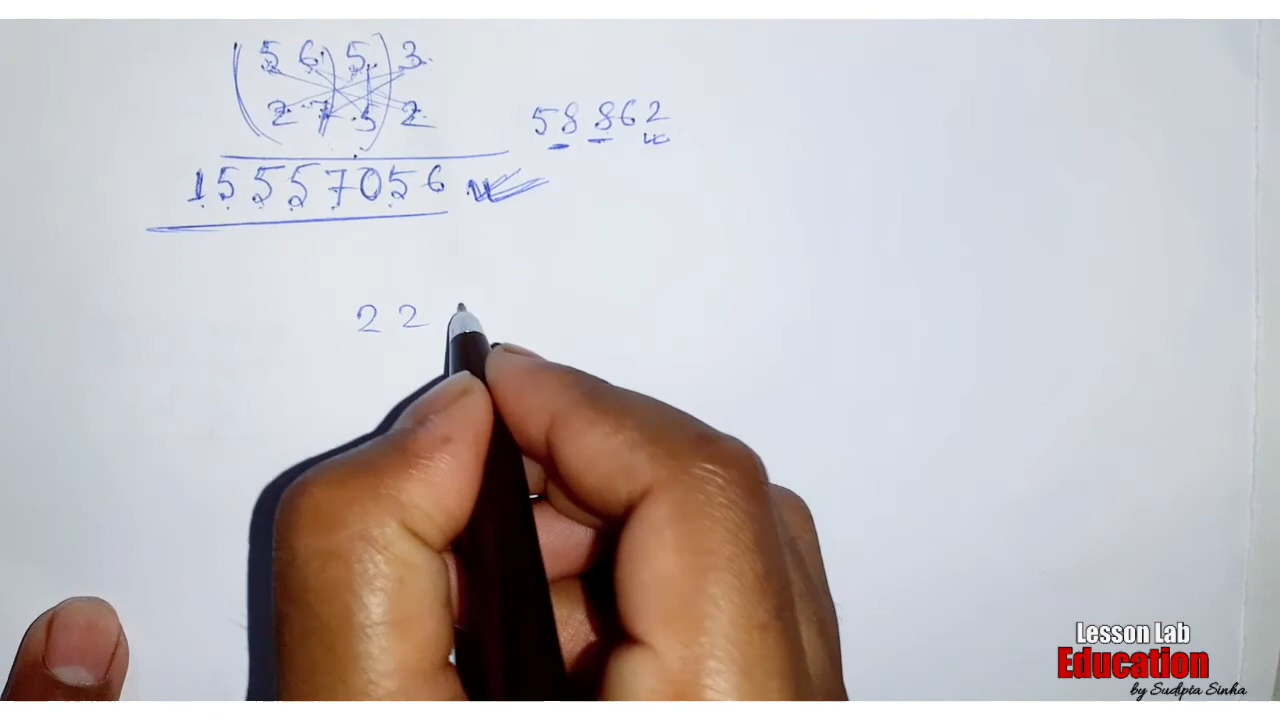 5 6 5 3
2 7 5 2
58862
15557056
2 2
Lesson Lab
Education
by Sudipta Sinha